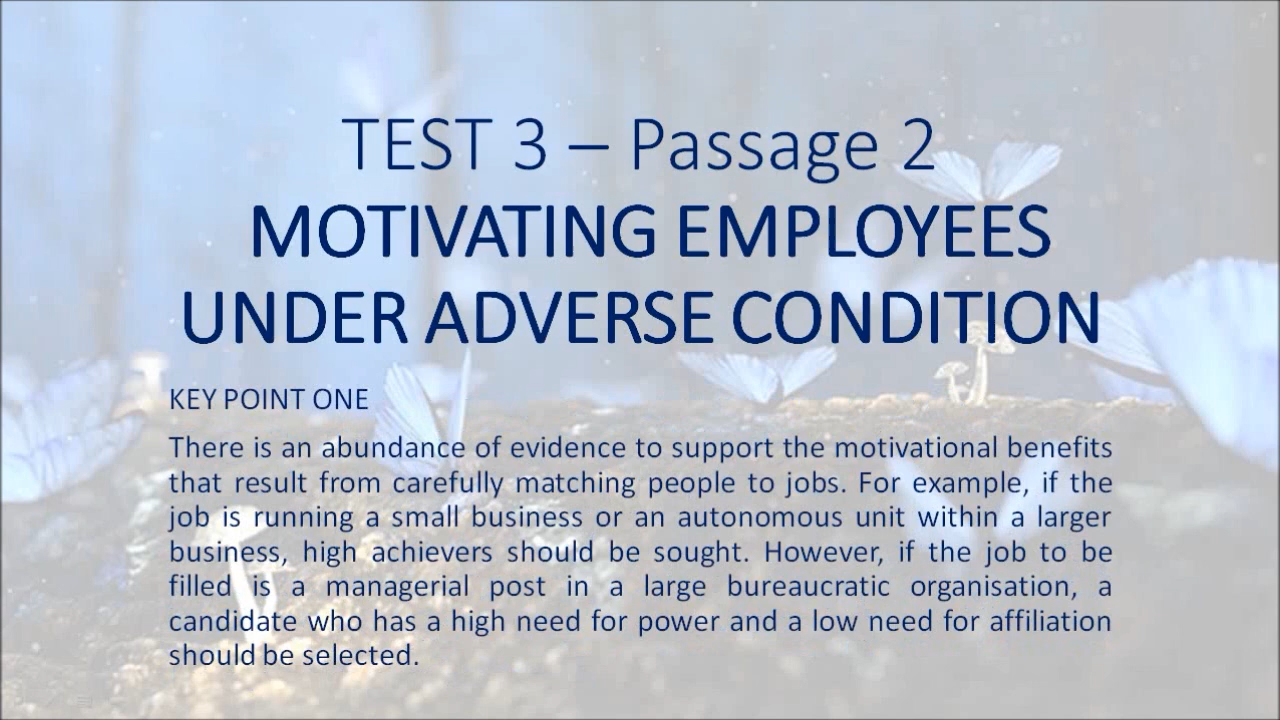 TEST 3 – Passage 2
MOTIVATING EMPLOYEES
UNDER ADVERSE CONDITION
KEY POINT ONE
There is an abundance of evidence to support the motivational benefits
that result from carefully matching people to jobs. For example, if the
job is running a small business or an autonomous unit within a larger
business, high achievers should be sought. However, if the job to be
filled is a managerial post in a large bureaucratic organisation, a
candidate who has a high need for power and a low need for affiliation
should be selected.